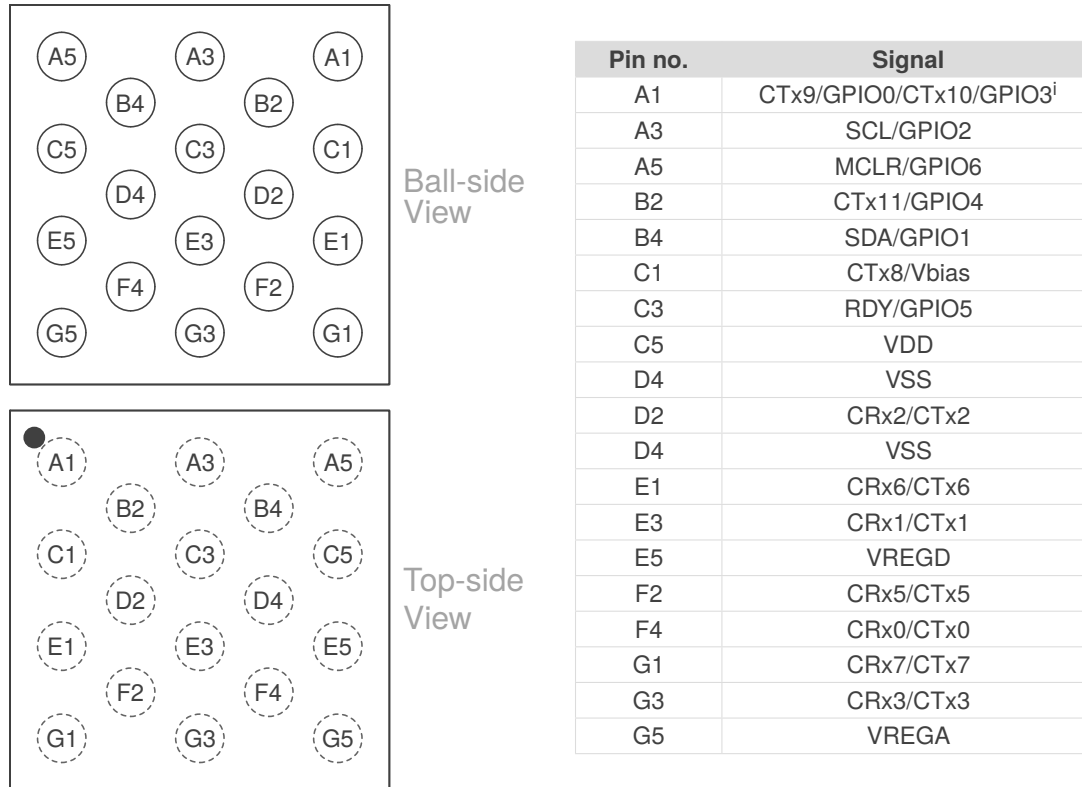 A5 A3 A1
B4 B2
C5 C3 C1
D4 D2
E5 E3 E1
F4 F2
G5 G3 G1
Ball-side
View
A1 A3 A5
B2 B4
C1 C3 C5
D2 D4
E1 E3 E5
F2 F4
G1 G3 G5
Top-side
View
Pin no. Signal
A1 CTx9/GPIO0/CTx10/GPIO3i
A3 SCL/GPIO2
A5 MCLR/GPIO6
B2 CTx11/GPIO4
B4 SDA/GPIO1
C1 CTx8/Vbias
C3 RDY/GPIO5
C5 VDD
D4 VSS
D2 CRx2/CTx2
D4 VSS
E1 CRx6/CTx6
E3 CRx1/CTx1
E5 VREGD
F2 CRx5/CTx5
F4 CRx0/CTx0
G1 CRx7/CTx7
G3 CRx3/CTx3
G5 VREGA